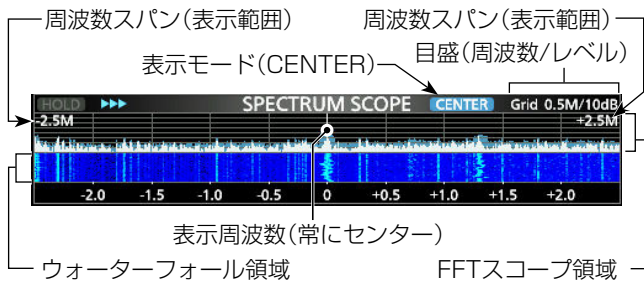 周波数スパン(表示範囲)
周波数スパン(表示範囲)
目盛(周波数/レベル)
表示モード(CENTER)
HOLD SPECTRUM SCOPE CENTER Grid 0.5M/10dB
-2.5M +2.5M
-2.0 -1.5 -1.0 -0.5 0 +0.5 +1.0 +1.5 +2.0
表示周波数(常にセンター)
ウォーターフォール領域 FFTスコープ領域